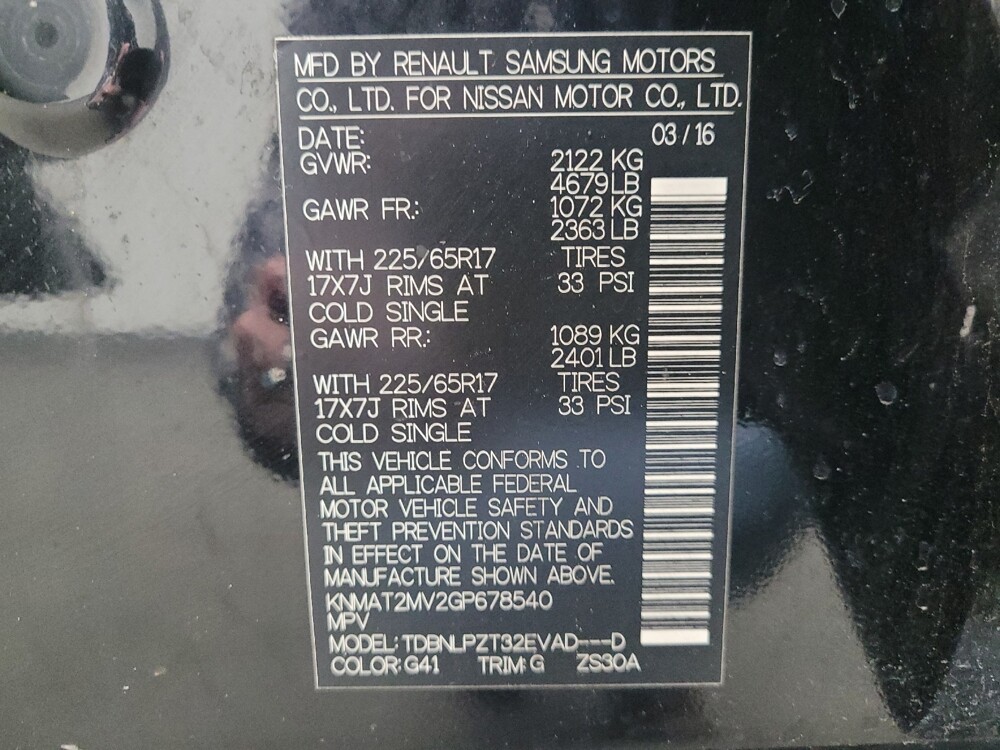 MFD BY RENAULT SAMSUNG MOTORS
CO., LTD. FOR NISSAN MOTOR CO., LTD.
DATE: 03 / 16
GVWR: 2122 KG
4679 LB
GAWR FR.: 1072 KG
2363 LB
WITH 225/65R17 TIRES
17X7J RIMS AT 33 PSI
COLD SINGLE
GAWR RR.: 1089 KG
2401 LB
WITH 225/65R17 TIRES
17X7J RIMS AT 33 PSI
COLD SINGLE
THIS VEHICLE CONFORMS TO
ALL APPLICABLE FEDERAL
MOTOR VEHICLE SAFETY AND
THEFT PREVENTION STANDARDS
IN EFFECT ON THE DATE OF
MANUFACTURE SHOWN ABOVE.
KNMAT2MV2GP678540
MPV
MODEL: TDBNLPZT32EVAD---D
COLOR: G41 TRIM: G ZS30A